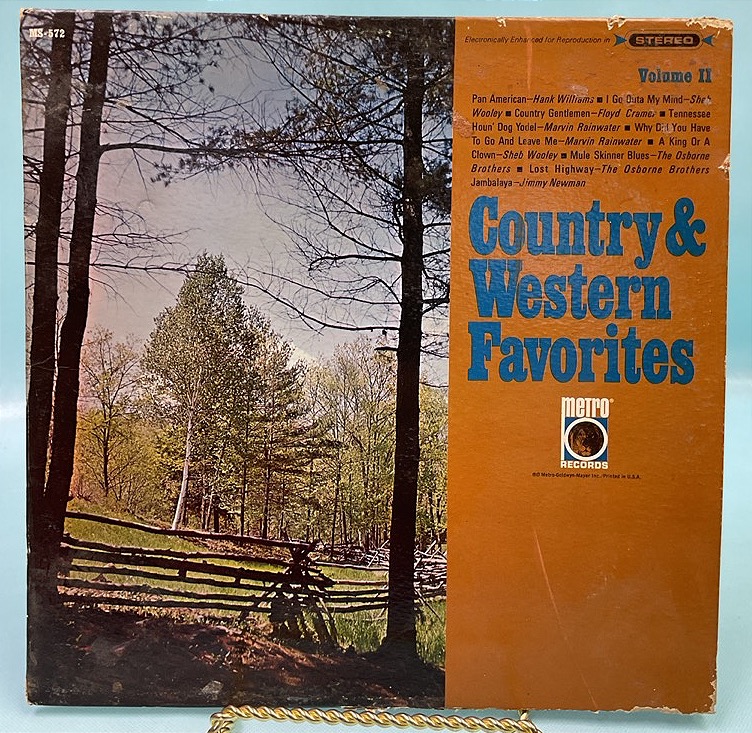 MS-572
Electronically Enhanced for Reproduction in STEREO
Volume II
Pan American—Hank Williams ■ I Go Outa My Mind—Sheb
Wooley ■ Country Gentlemen—Floyd Cramer ■ Tennessee
Houn' Dog Yodel—Marvin Rainwater ■ Why Did You Have
To Go And Leave Me—Marvin Rainwater ■ A King Or A
Clown—Sheb Wooley ■ Mule Skinner Blues—The Osborne
Brothers ■ Lost Highway—The Osborne Brothers
Jambalaya—Jimmy Newman
Country &
Western
Favorites
metro®
RECORDS
Metro-Goldwyn-Mayer Inc./Printed in U.S.A.